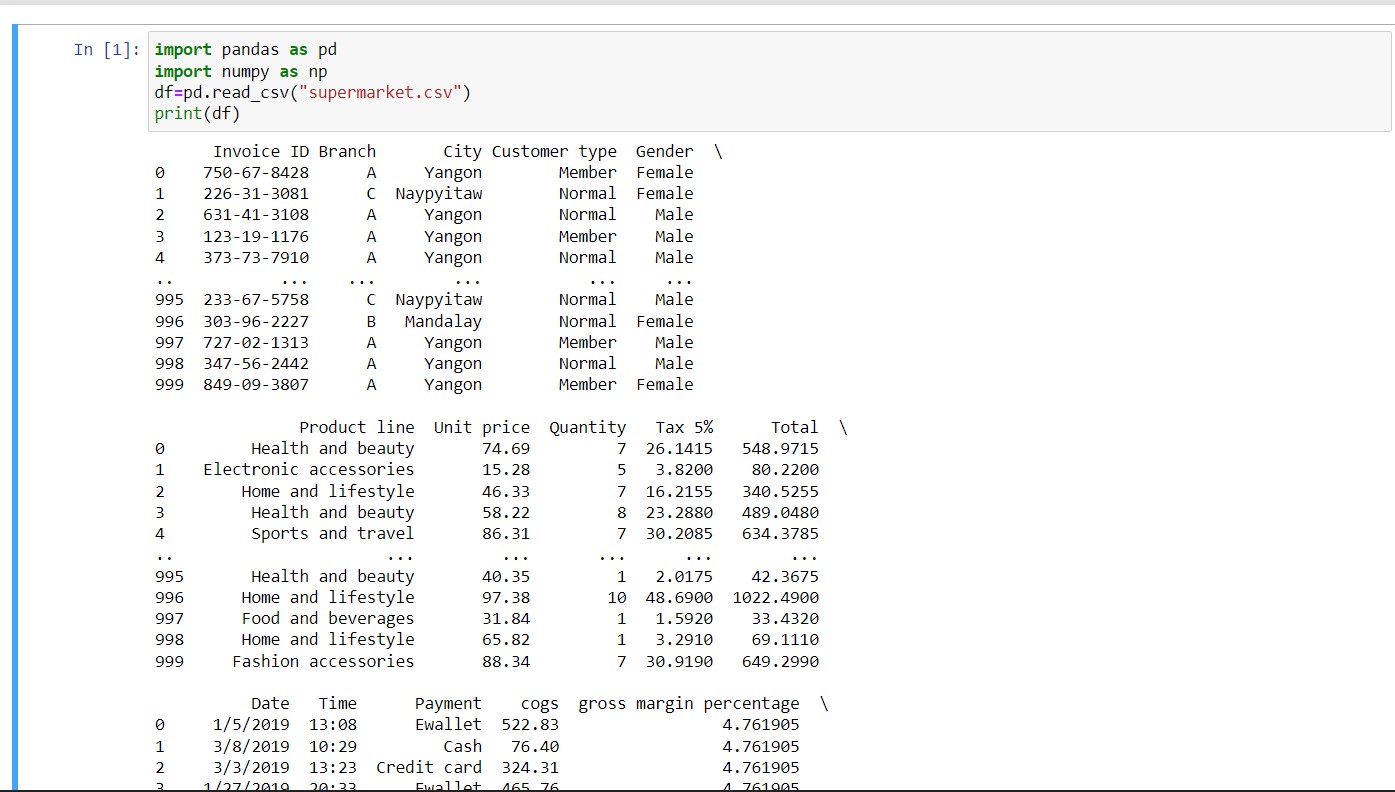 In [1]: import pandas as pd
import numpy as np
df=pd.read_csv("supermarket.csv")
print(df)
Invoice ID Branch City Customer type Gender \
0 750-67-8428 A Yangon Member Female
1 226-31-3081 C Naypyitaw Normal Female
2 631-41-3108 A Yangon Normal Male
3 123-19-1176 A Yangon Member Male
4 373-73-7910 A Yangon Normal Male
.. ... ... ... ... ...
995 233-67-5758 C Naypyitaw Normal Male
996 303-96-2227 B Mandalay Normal Female
997 727-02-1313 A Yangon Member Male
998 347-56-2442 A Yangon Normal Male
999 849-09-3807 A Yangon Member Female
Product line Unit price Quantity Tax 5% Total \
0 Health and beauty 74.69 7 26.1415 548.9715
1 Electronic accessories 15.28 5 3.8200 80.2200
2 Home and lifestyle 46.33 7 16.2155 340.5255
3 Health and beauty 58.22 8 23.2880 489.0480
4 Sports and travel 86.31 7 30.2085 634.3785
.. ... ... ... ... ...
995 Health and beauty 40.35 1 2.0175 42.3675
996 Home and lifestyle 97.38 10 48.6900 1022.4900
997 Food and beverages 31.84 1 1.5920 33.4320
998 Home and lifestyle 65.82 1 3.2910 69.1110
999 Fashion accessories 88.34 7 30.9190 649.2990
Date Time Payment cogs gross margin percentage \
0 1/5/2019 13:08 Ewallet 522.83 4.761905
1 3/8/2019 10:29 Cash 76.40 4.761905
2 3/3/2019 13:23 Credit card 324.31 4.761905
3 1/27/2019 20:33 Ewallet 465.76 4.761905